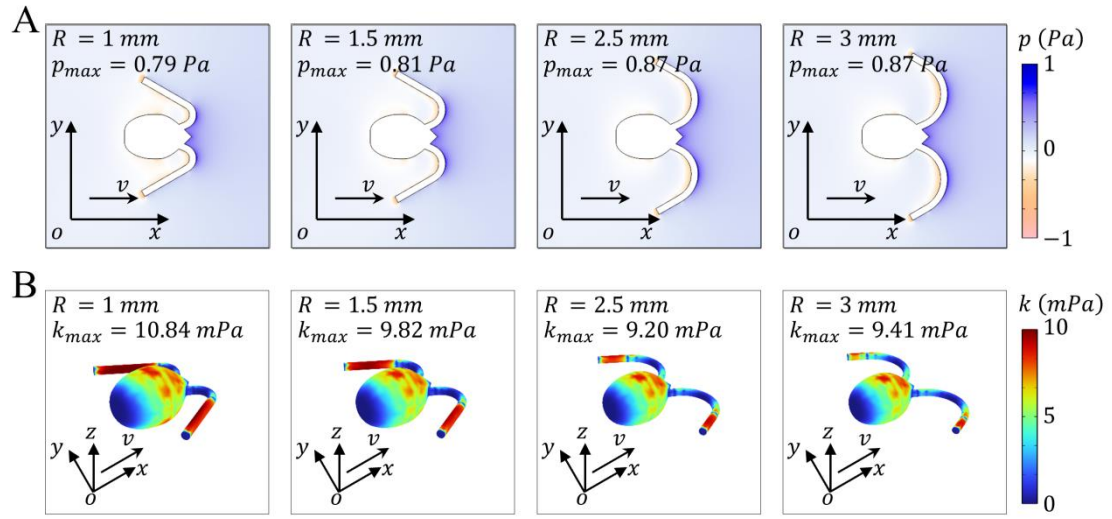 A
R = 1 mm
p_max = 0.79 Pa
y
v
o
x
R = 1.5 mm
p_max = 0.81 Pa
y
v
o
x
R = 2.5 mm
p_max = 0.87 Pa
y
v
o
x
R = 3 mm
p_max = 0.87 Pa
y
v
o
x
p (Pa)
1
0
−1
B
R = 1 mm
k_max = 10.84 mPa
y
z
v
x
o
R = 1.5 mm
k_max = 9.82 mPa
y
z
v
x
o
R = 2.5 mm
k_max = 9.20 mPa
y
z
v
x
o
R = 3 mm
k_max = 9.41 mPa
y
z
v
x
o
k (mPa)
10
5
0